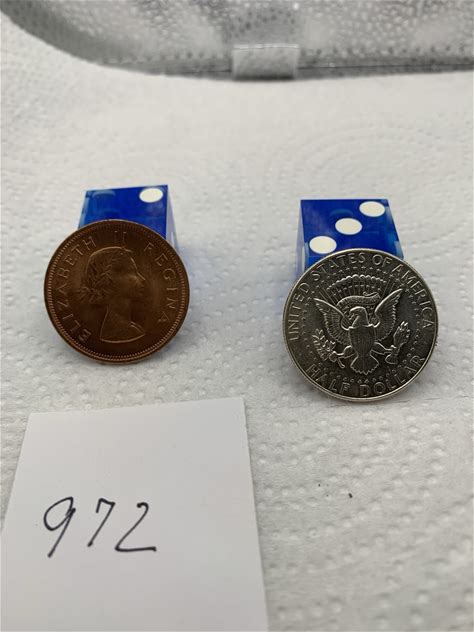 ELIZABETH II REGINA
UNITED STATES OF AMERICA
HALF DOLLAR
972